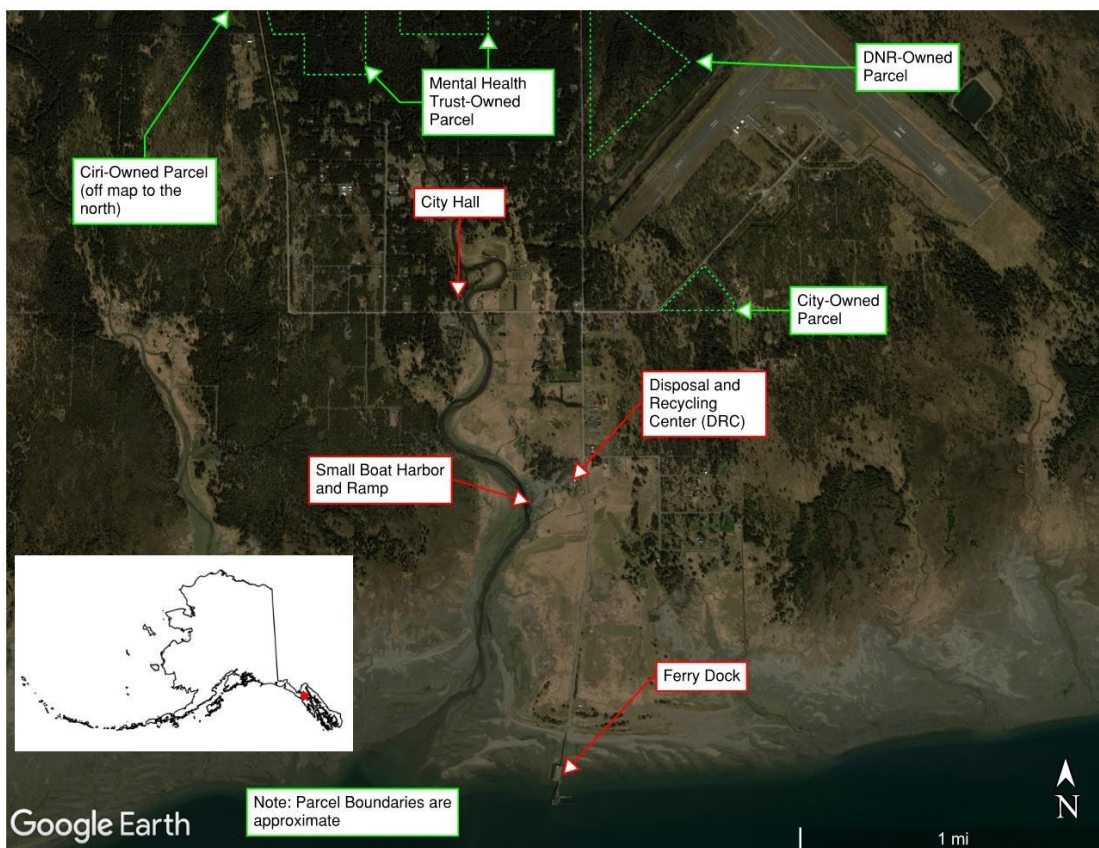 DNR-Owned
Parcel
Mental Health
Trust-Owned
Parcel
Ciri-Owned Parcel
(off map to the
north)
City Hall
City-Owned
Parcel
Disposal and
Recycling
Center (DRC)
Small Boat Harbor
and Ramp
Ferry Dock
Note: Parcel Boundaries are
approximate
Google Earth
N
1 mi